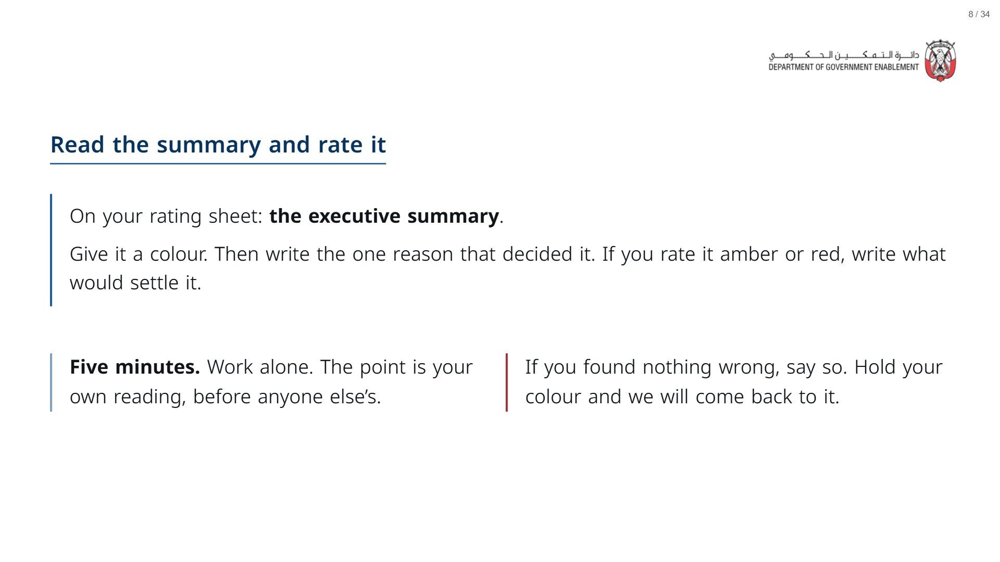 8 / 34
دائرة التمكين الحكومي
DEPARTMENT OF GOVERNMENT ENABLEMENT
Read the summary and rate it
On your rating sheet: the executive summary.
Give it a colour. Then write the one reason that decided it. If you rate it amber or red, write what
would settle it.
Five minutes. Work alone. The point is your
own reading, before anyone else’s.
If you found nothing wrong, say so. Hold your
colour and we will come back to it.